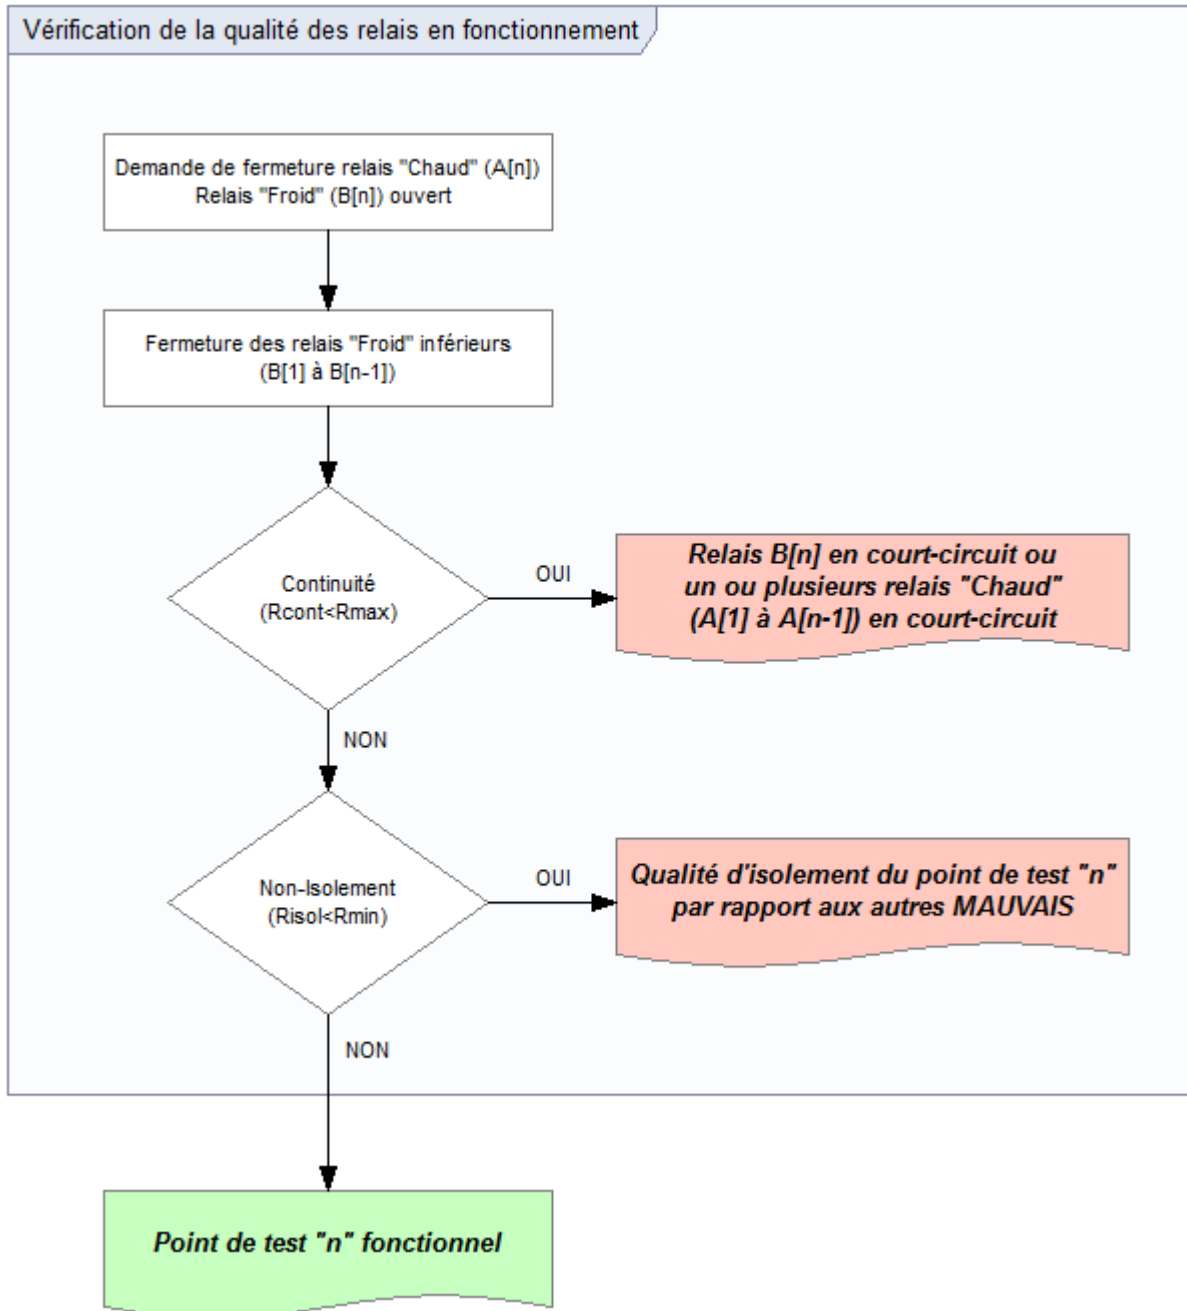 Vérification de la qualité des relais en fonctionnement
Demande de fermeture relais "Chaud" (A[n])
Relais "Froid" (B[n]) ouvert
Fermeture des relais "Froid" inférieurs
(B[1] à B[n-1])
Continuité
(Rcont<Rmax)
OUI
Relais B[n] en court-circuit ou
un ou plusieurs relais "Chaud"
(A[1] à A[n-1]) en court-circuit
NON
Non-Isolement
(Risol<Rmin)
OUI
Qualité d'isolement du point de test "n"
par rapport aux autres MAUVAIS
NON
Point de test "n" fonctionnel